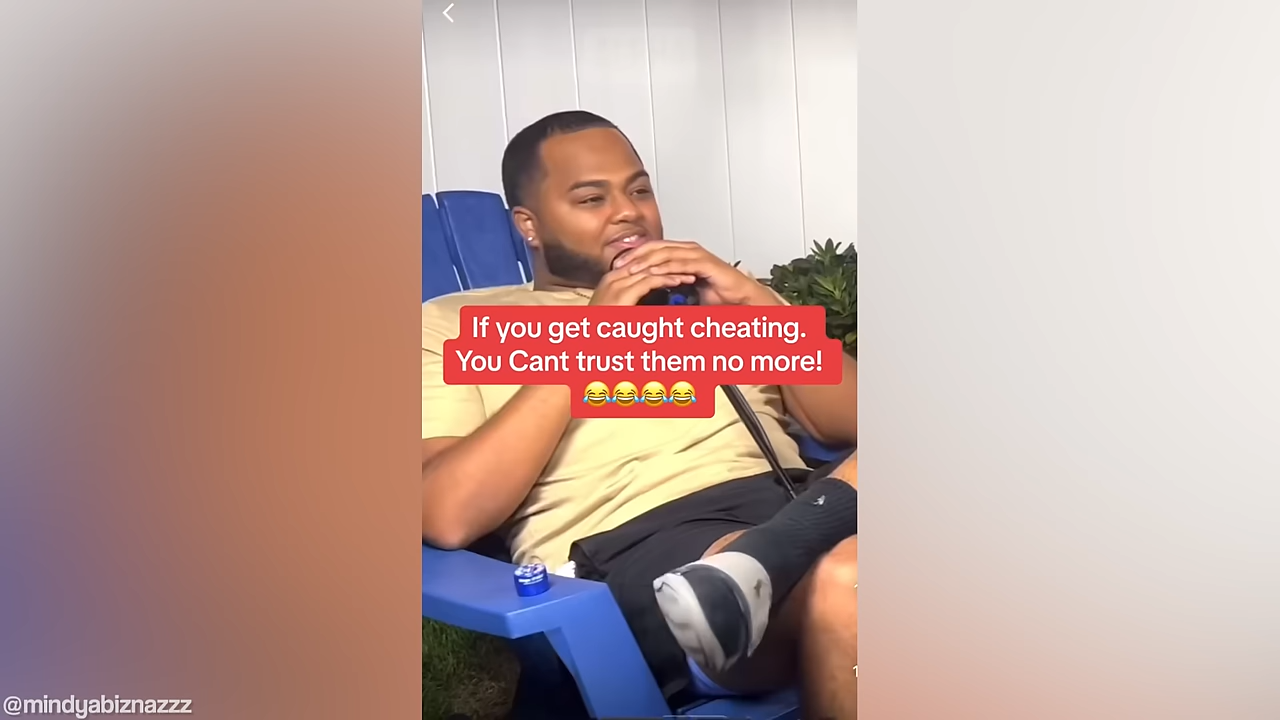 If you get caught cheating.
You Cant trust them no more!
😂😂😂😂
@mindyabiznazzz